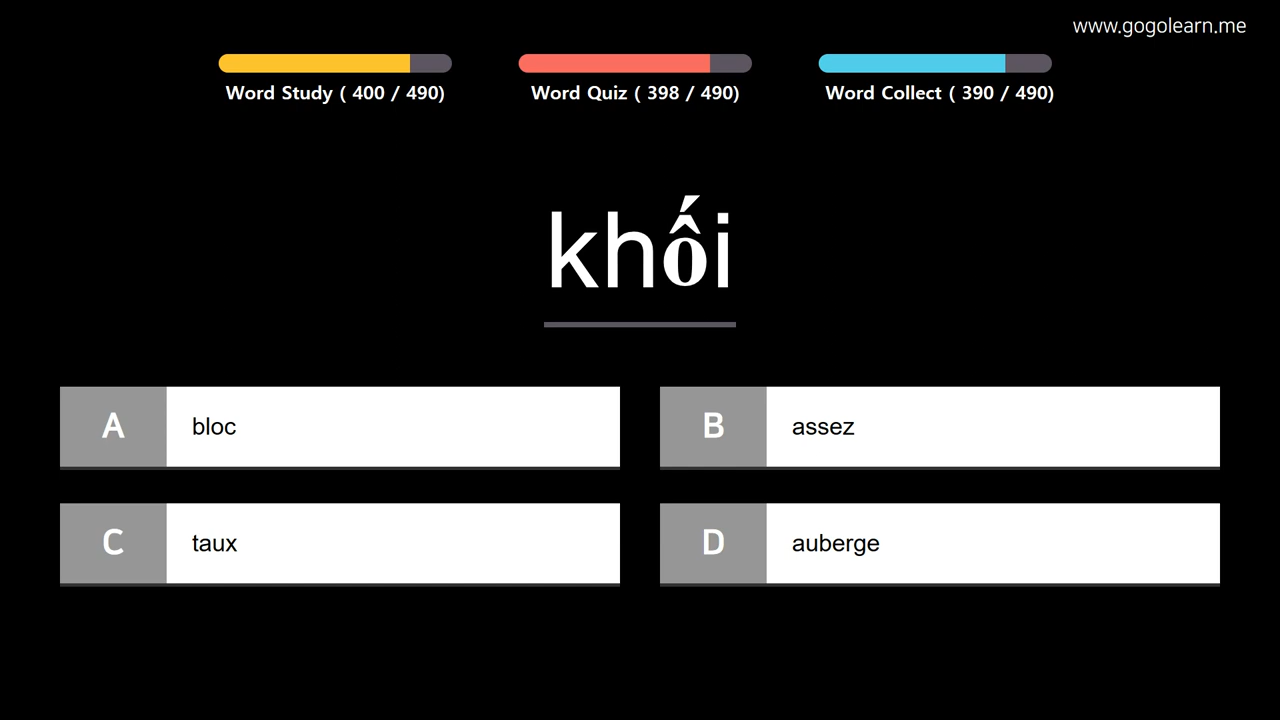 www.gogolearn.me
Word Study ( 400 / 490)
Word Quiz ( 398 / 490)
Word Collect ( 390 / 490)
khối
A bloc
B assez
C taux
D auberge